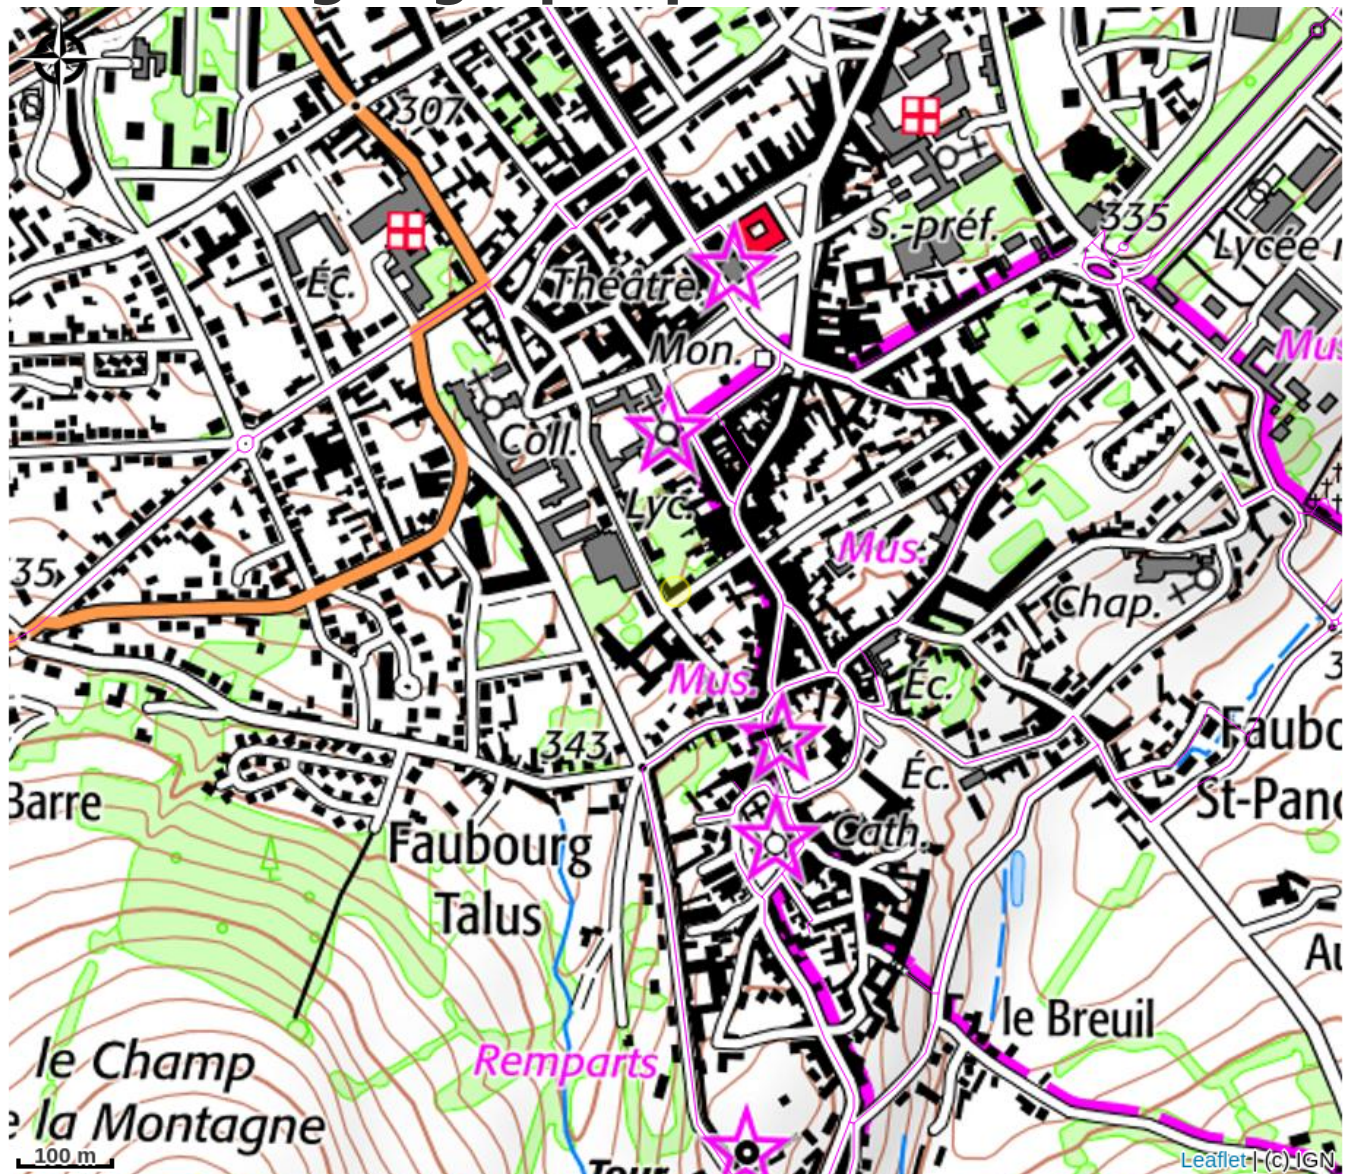 307
335
S.-préf.
Lycée
Éc.
Théâtre
Mon.
Mus
Coll.
Lyc.
Mus.
35
Chap.
Mus.
Éc.
343
Faubo
Éc.
St-Panc
Barre
Faubourg
Cath.
Talus
Au
le Breuil
le Champ
Remparts
e la Montagne
100 m
Tour
Leaflet | (c) IGN